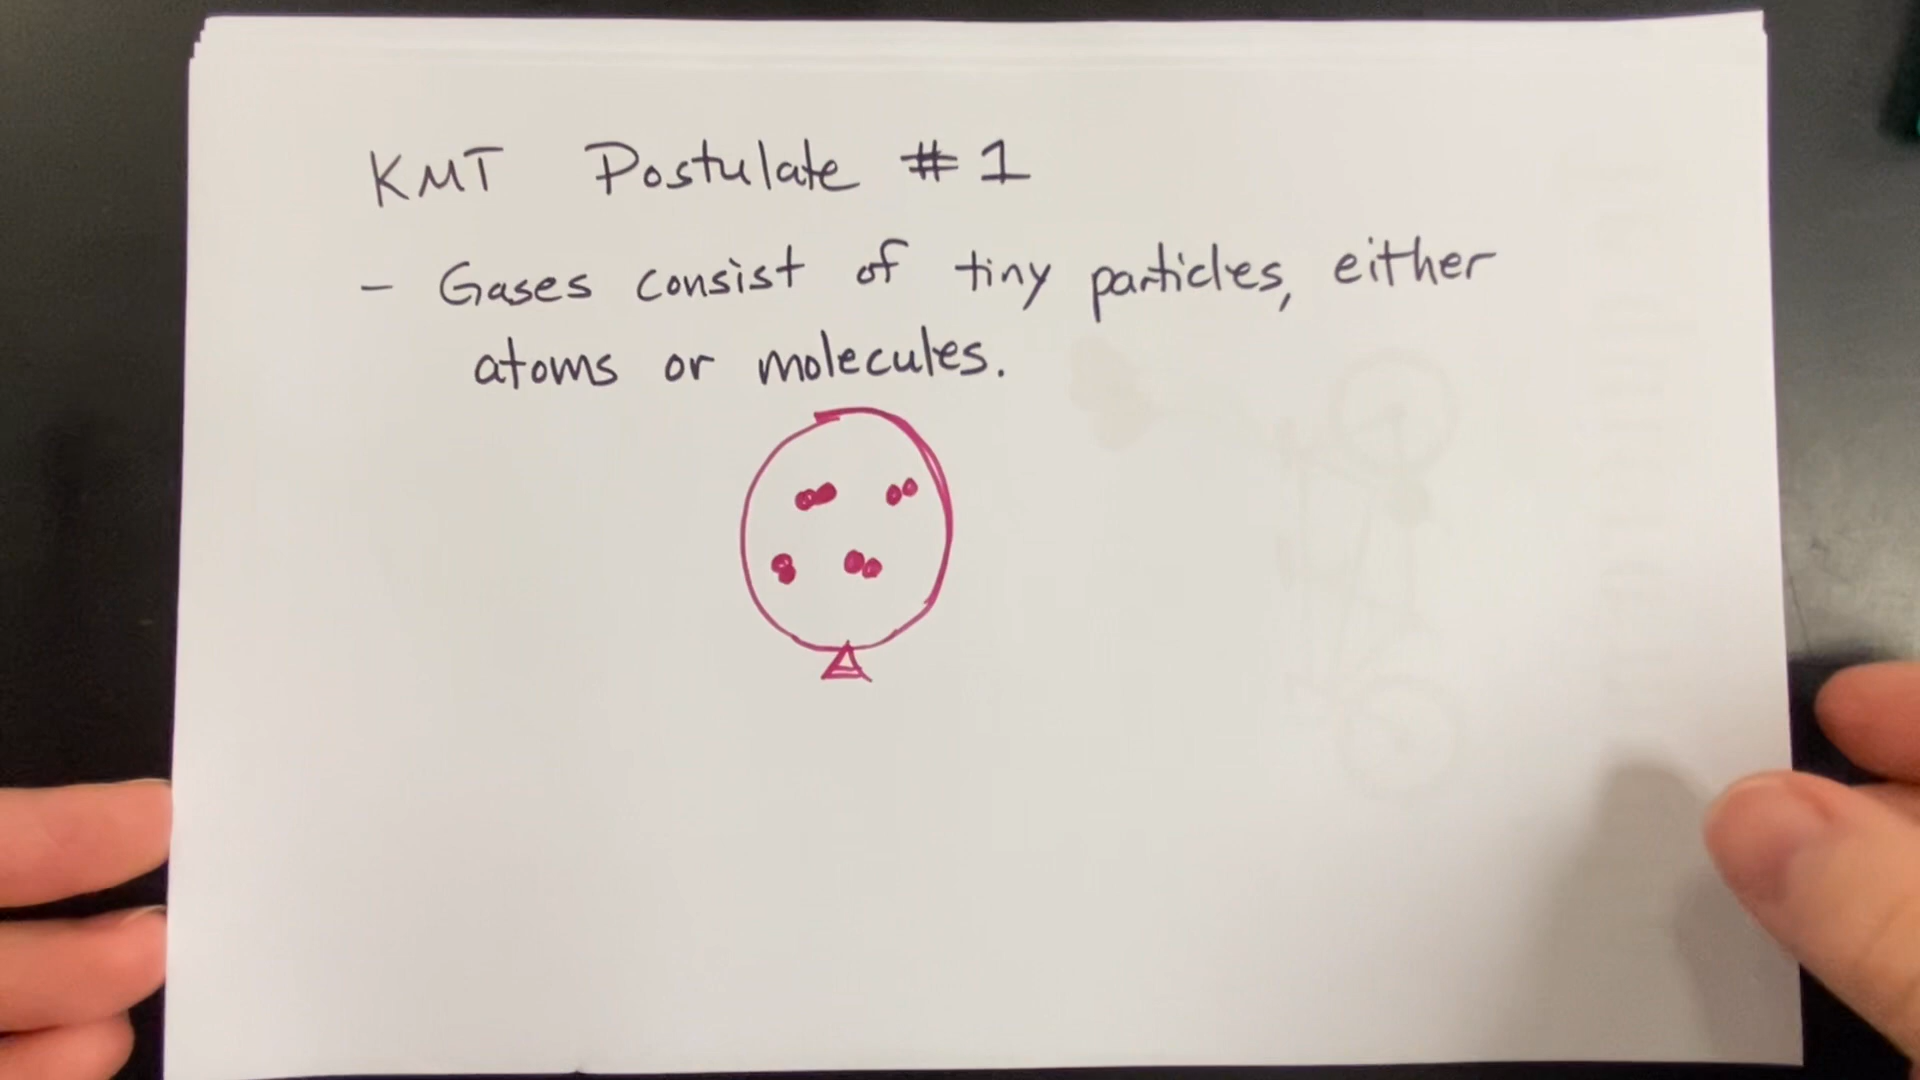 KMT Postulate #1
- Gases consist of tiny particles, either
atoms or molecules.